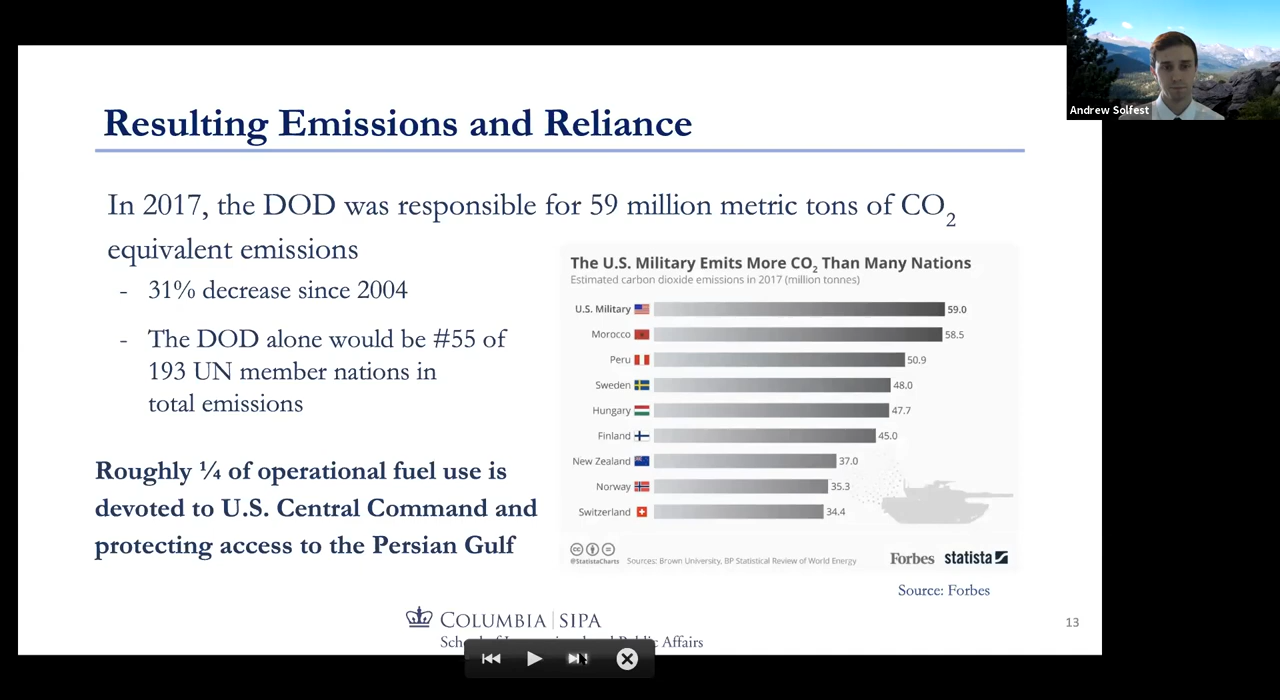 Andrew Solfest
Resulting Emissions and Reliance
In 2017, the DOD was responsible for 59 million metric tons of CO2
equivalent emissions
- 31% decrease since 2004
- The DOD alone would be #55 of
193 UN member nations in
total emissions
Roughly ¼ of operational fuel use is
devoted to U.S. Central Command and
protecting access to the Persian Gulf
The U.S. Military Emits More CO2 Than Many Nations
Estimated carbon dioxide emissions in 2017 (million tonnes)
U.S. Military 59.0
Morocco 58.5
Peru 50.9
Sweden 48.0
Hungary 47.7
Finland 45.0
New Zealand 37.0
Norway 35.3
Switzerland 34.4
@StatistaCharts Sources: Brown University, BP Statistical Review of World Energy
Forbes statista
Source: Forbes
COLUMBIA | SIPA
Affairs
13